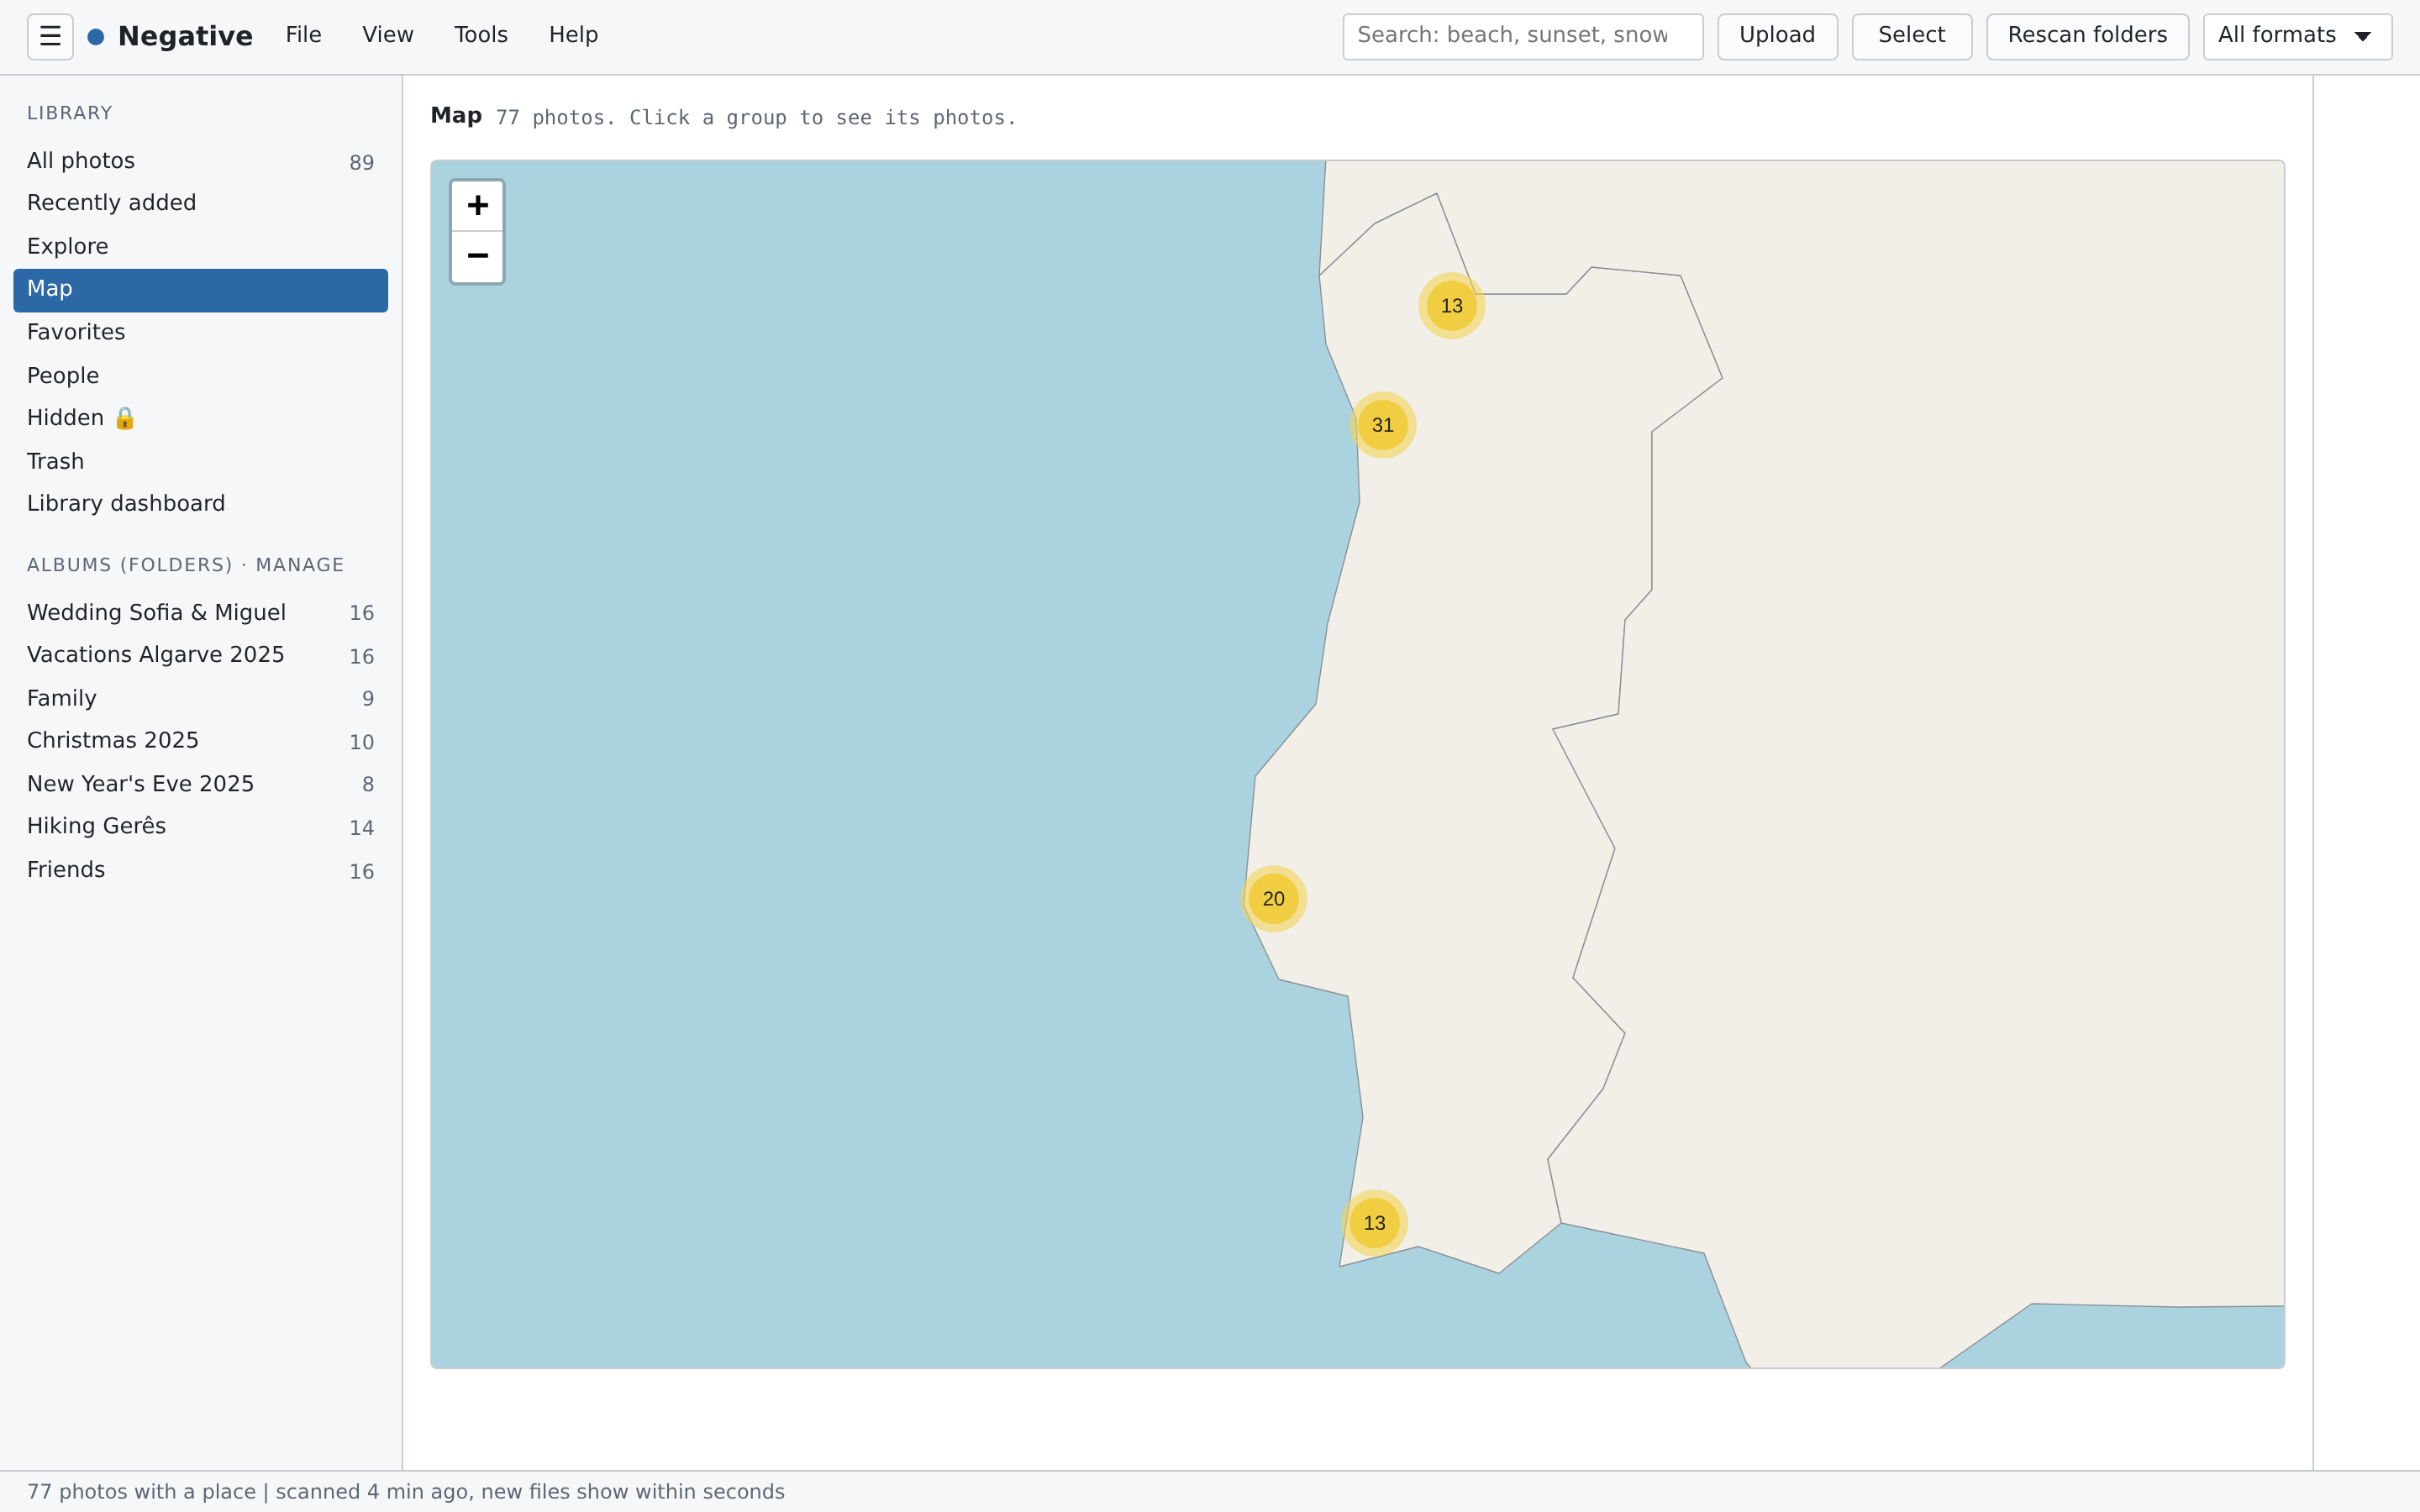 ☰ Negative File View Tools Help Search: beach, sunset, snow Upload Select Rescan folders All formats
LIBRARY
All photos 89
Recently added
Explore
Map
Favorites
People
Hidden 🔒
Trash
Library dashboard
ALBUMS (FOLDERS) · MANAGE
Wedding Sofia & Miguel 16
Vacations Algarve 2025 16
Family 9
Christmas 2025 10
New Year's Eve 2025 8
Hiking Gerês 14
Friends 16
Map 77 photos. Click a group to see its photos.
+
−
13
31
20
13
77 photos with a place | scanned 4 min ago, new files show within seconds